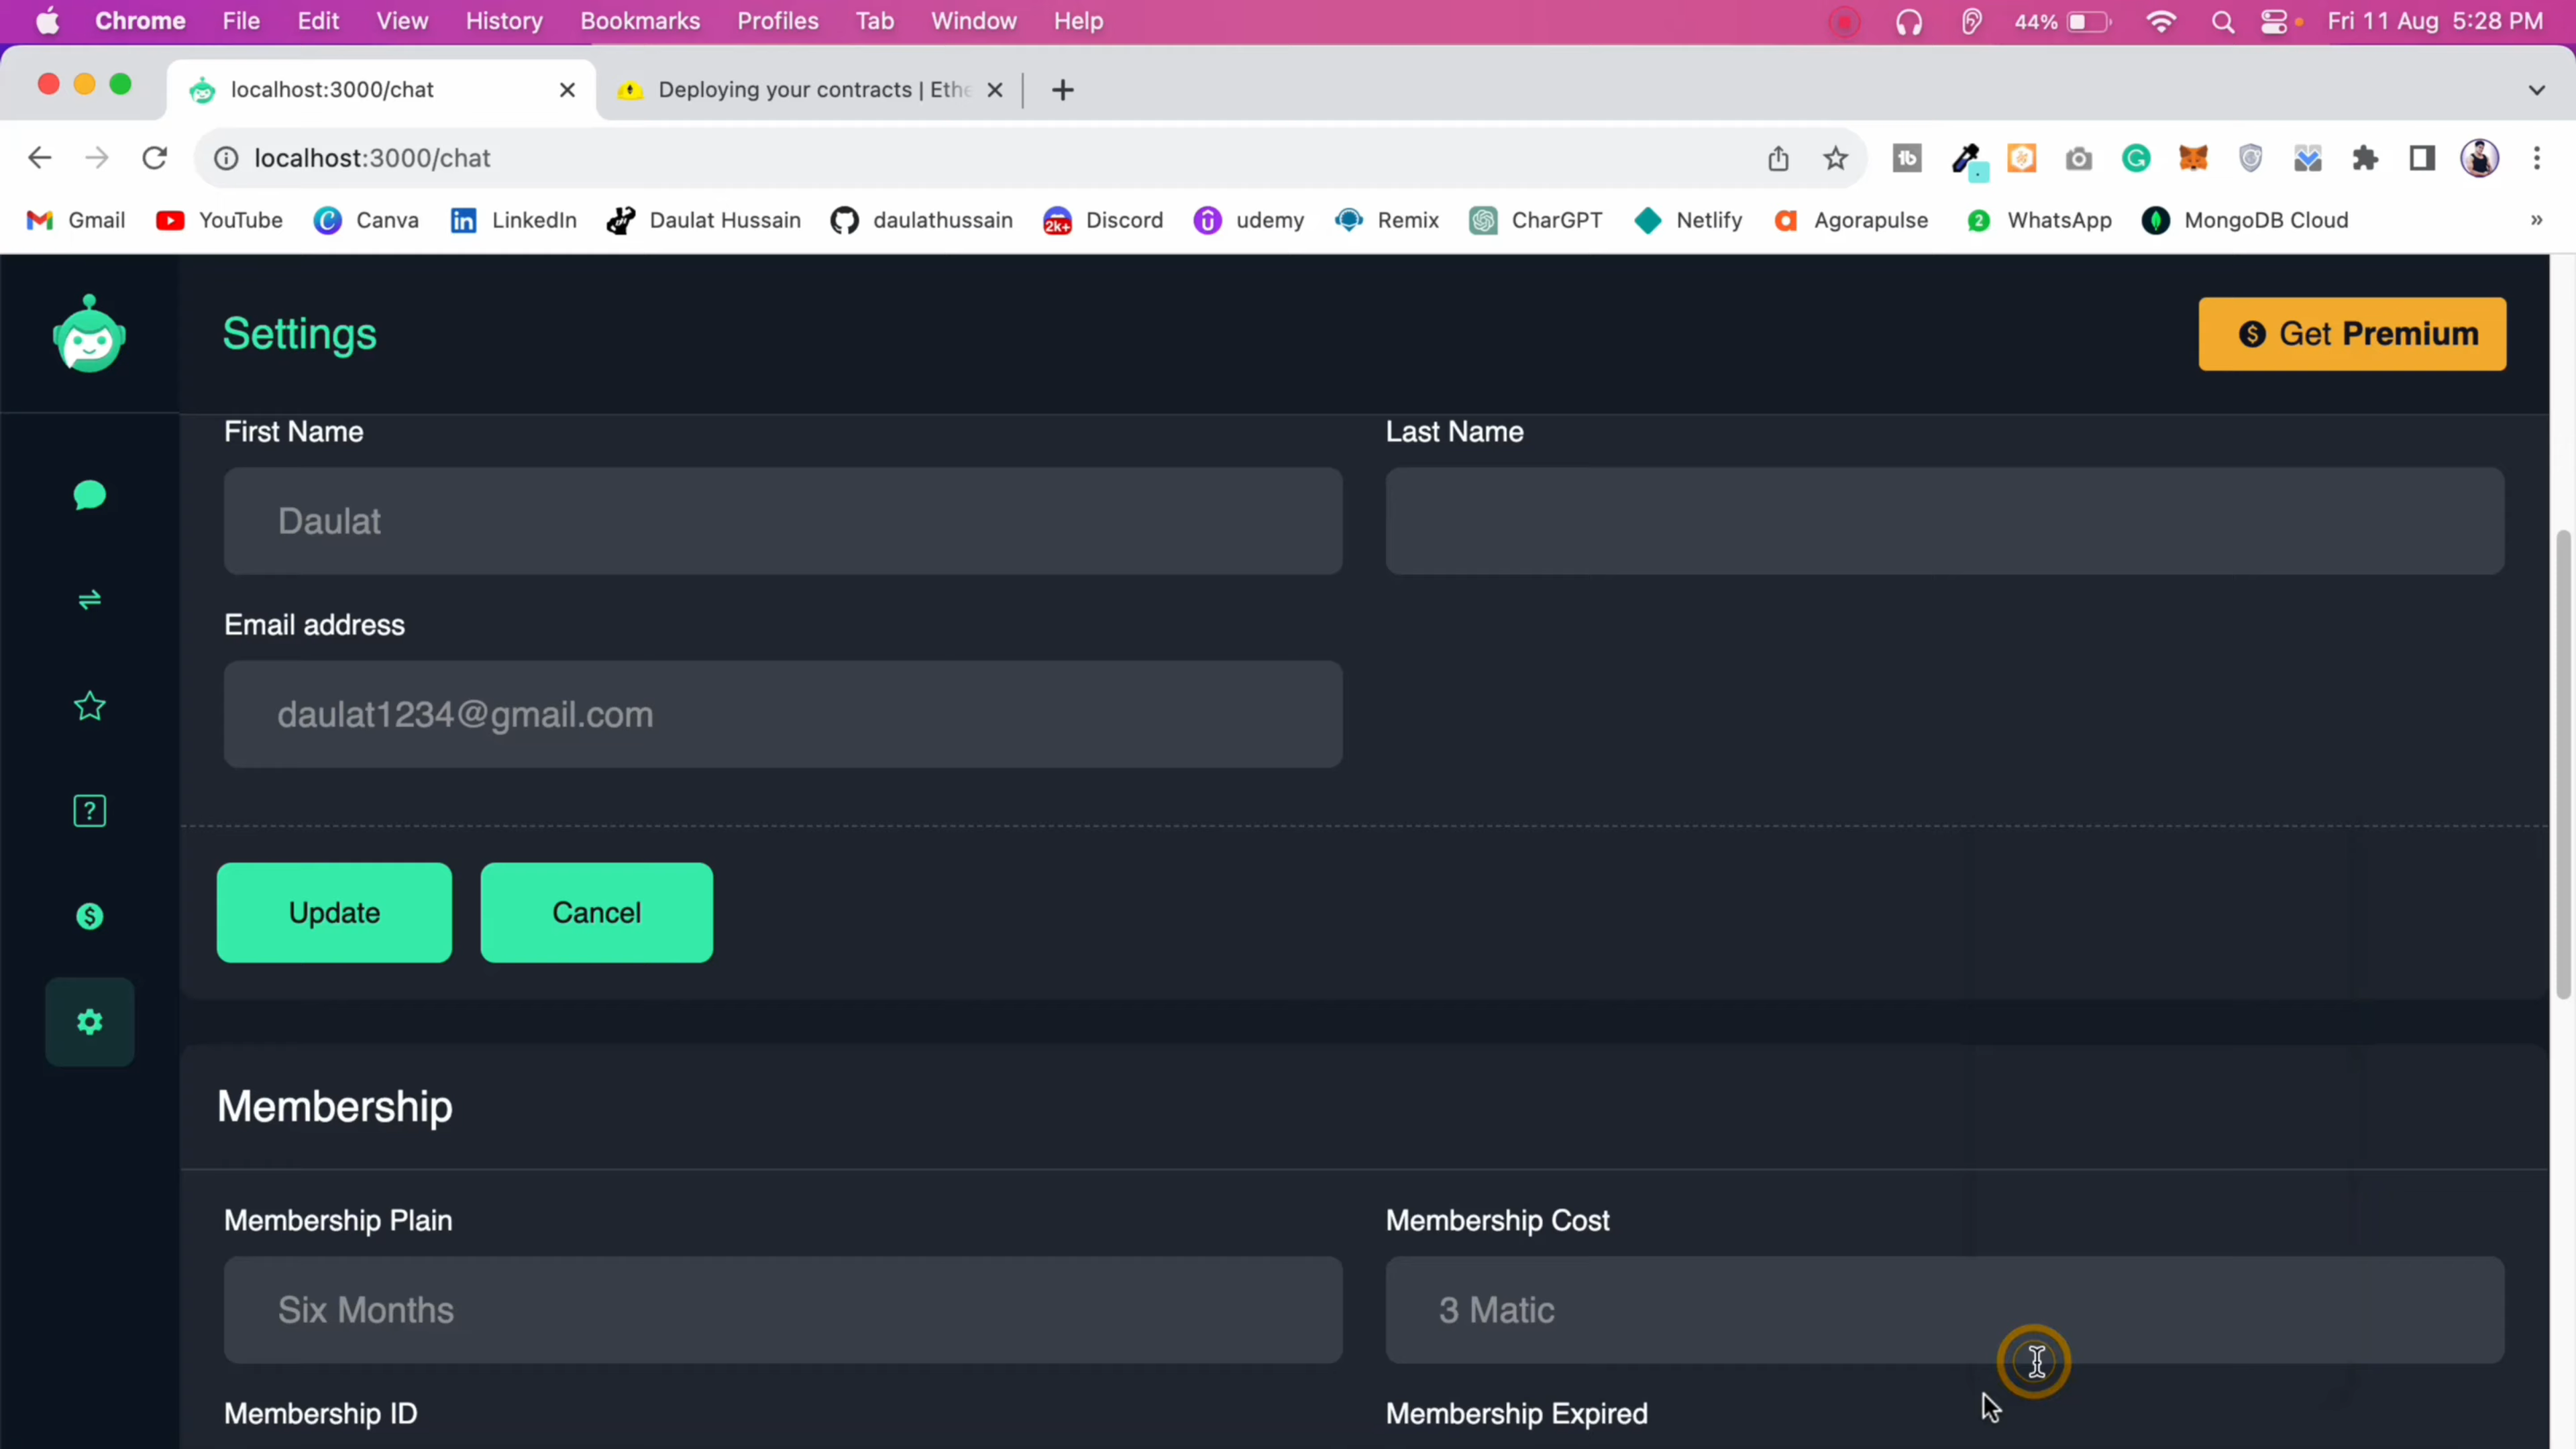 Chrome File Edit View History Bookmarks Profiles Tab Window Help 44% Fri 11 Aug 5:28 PM
localhost:3000/chat Deploying your contracts | Ethe
localhost:3000/chat
Gmail YouTube Canva LinkedIn Daulat Hussain daulathussain 2k+ Discord udemy Remix CharGPT Netlify Agorapulse 2 WhatsApp MongoDB Cloud »
Settings $ Get Premium
First Name Last Name
Daulat
Email address
daulat1234@gmail.com
Update Cancel
Membership
Membership Plain Membership Cost
Six Months 3 Matic
Membership ID Membership Expired